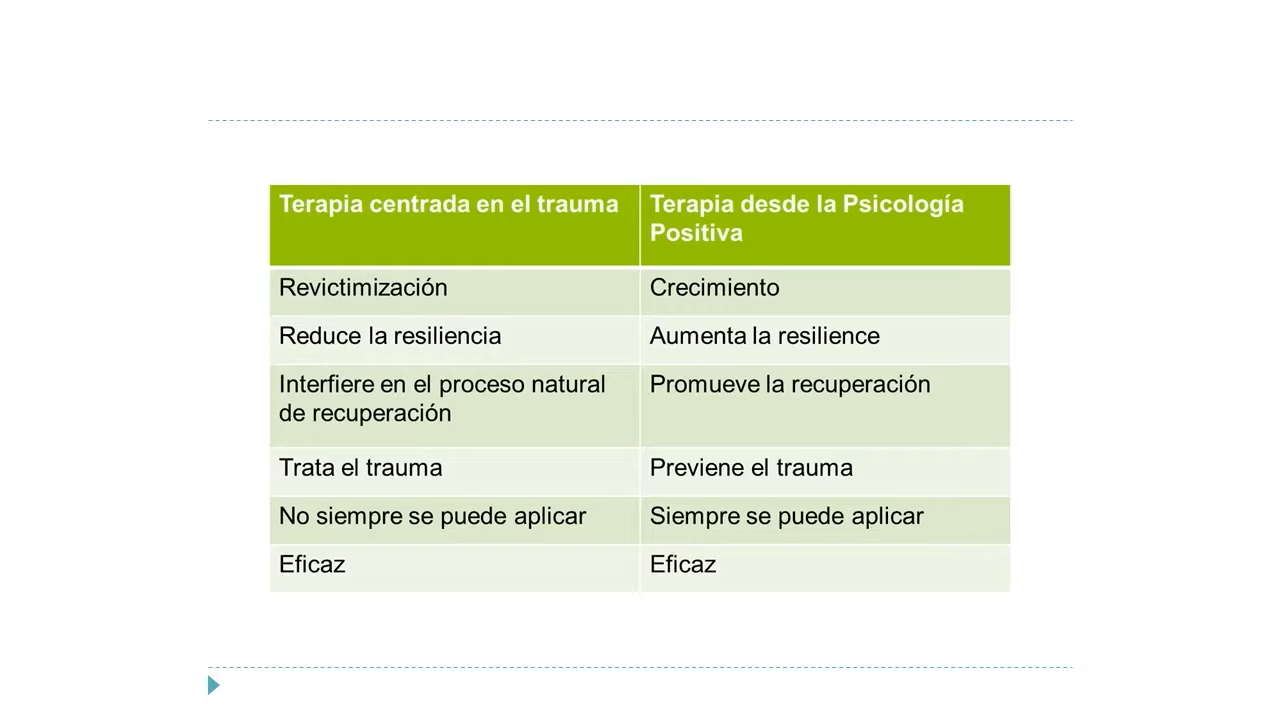 Terapia centrada en el trauma
Terapia desde la Psicología
Positiva
Revictimización
Crecimiento
Reduce la resiliencia
Aumenta la resilience
Interfiere en el proceso natural
de recuperación
Promueve la recuperación
Trata el trauma
Previene el trauma
No siempre se puede aplicar
Siempre se puede aplicar
Eficaz
Eficaz